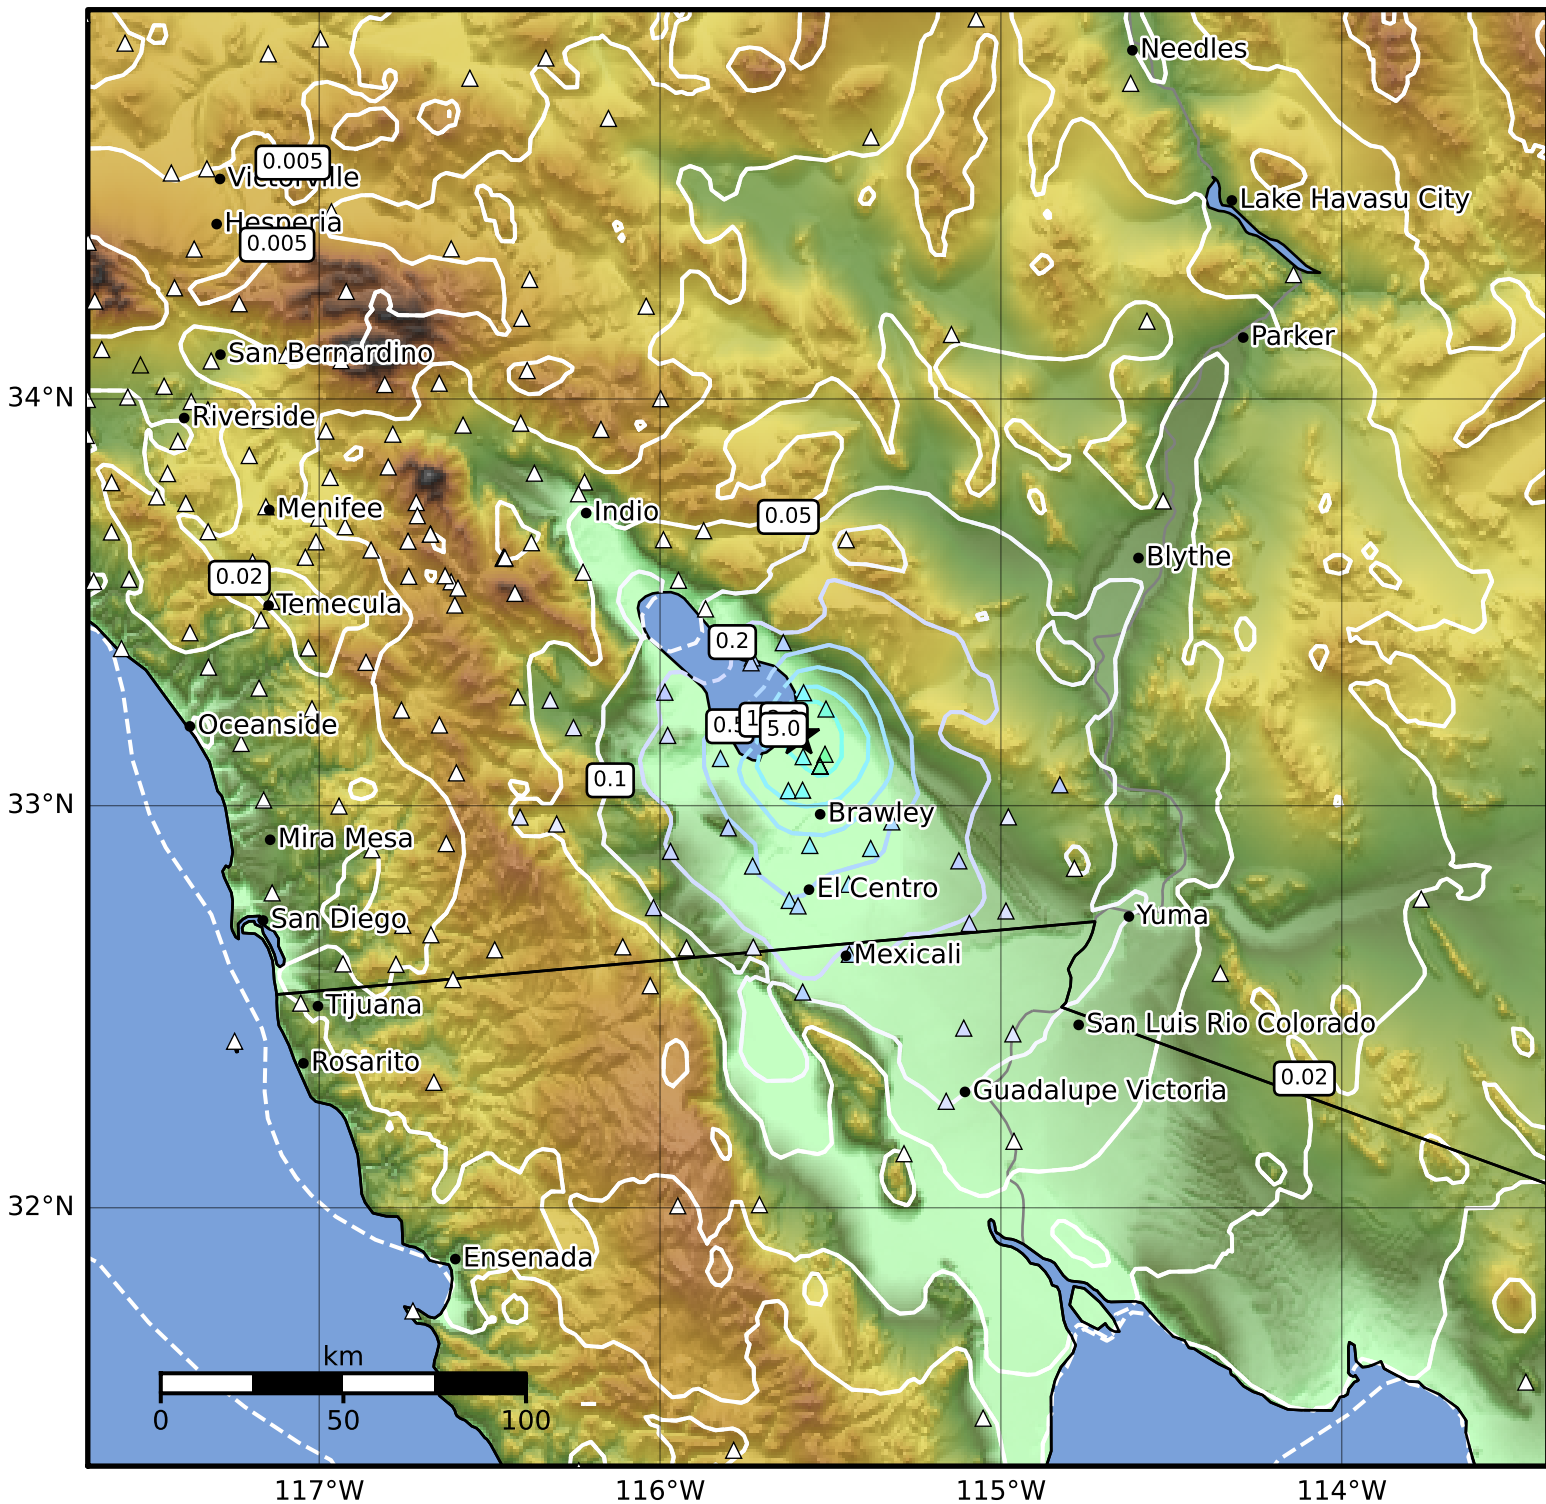 Needles
0.005
Victorville
Lake Havasu City
Hesperia
0.005
Parker
San Bernardino
34°N
Riverside
Menifee
Indio
0.05
Blythe
0.02
Temecula
0.2
Oceanside
0.5
1
5.0
0.1
33°N
Brawley
Mira Mesa
El Centro
San Diego
Yuma
Mexicali
Tijuana
San Luis Rio Colorado
Rosarito
0.02
Guadalupe Victoria
32°N
Ensenada
km
0 50 100
117°W 116°W 115°W 114°W